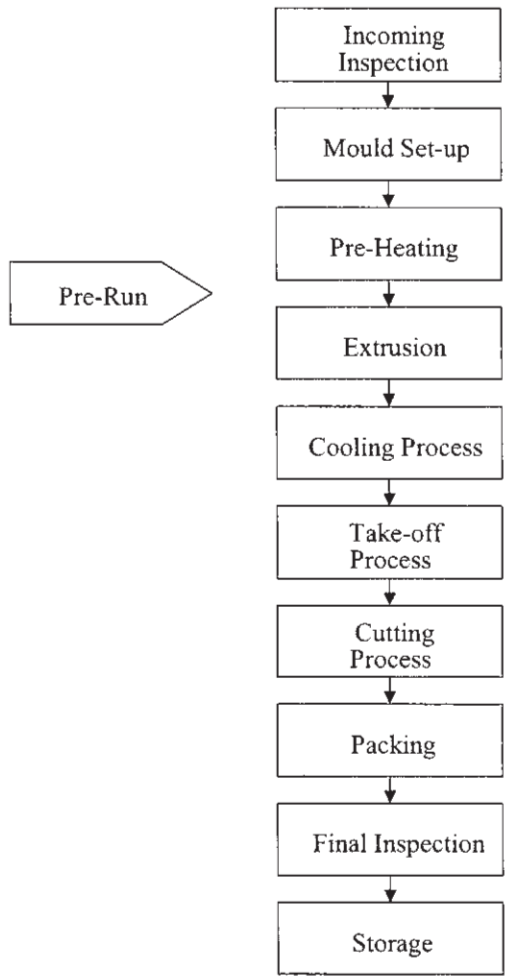 Incoming
Inspection
Mould Set-up
Pre-Heating
Pre-Run
Extrusion
Cooling Process
Take-off
Process
Cutting
Process
Packing
Final Inspection
Storage